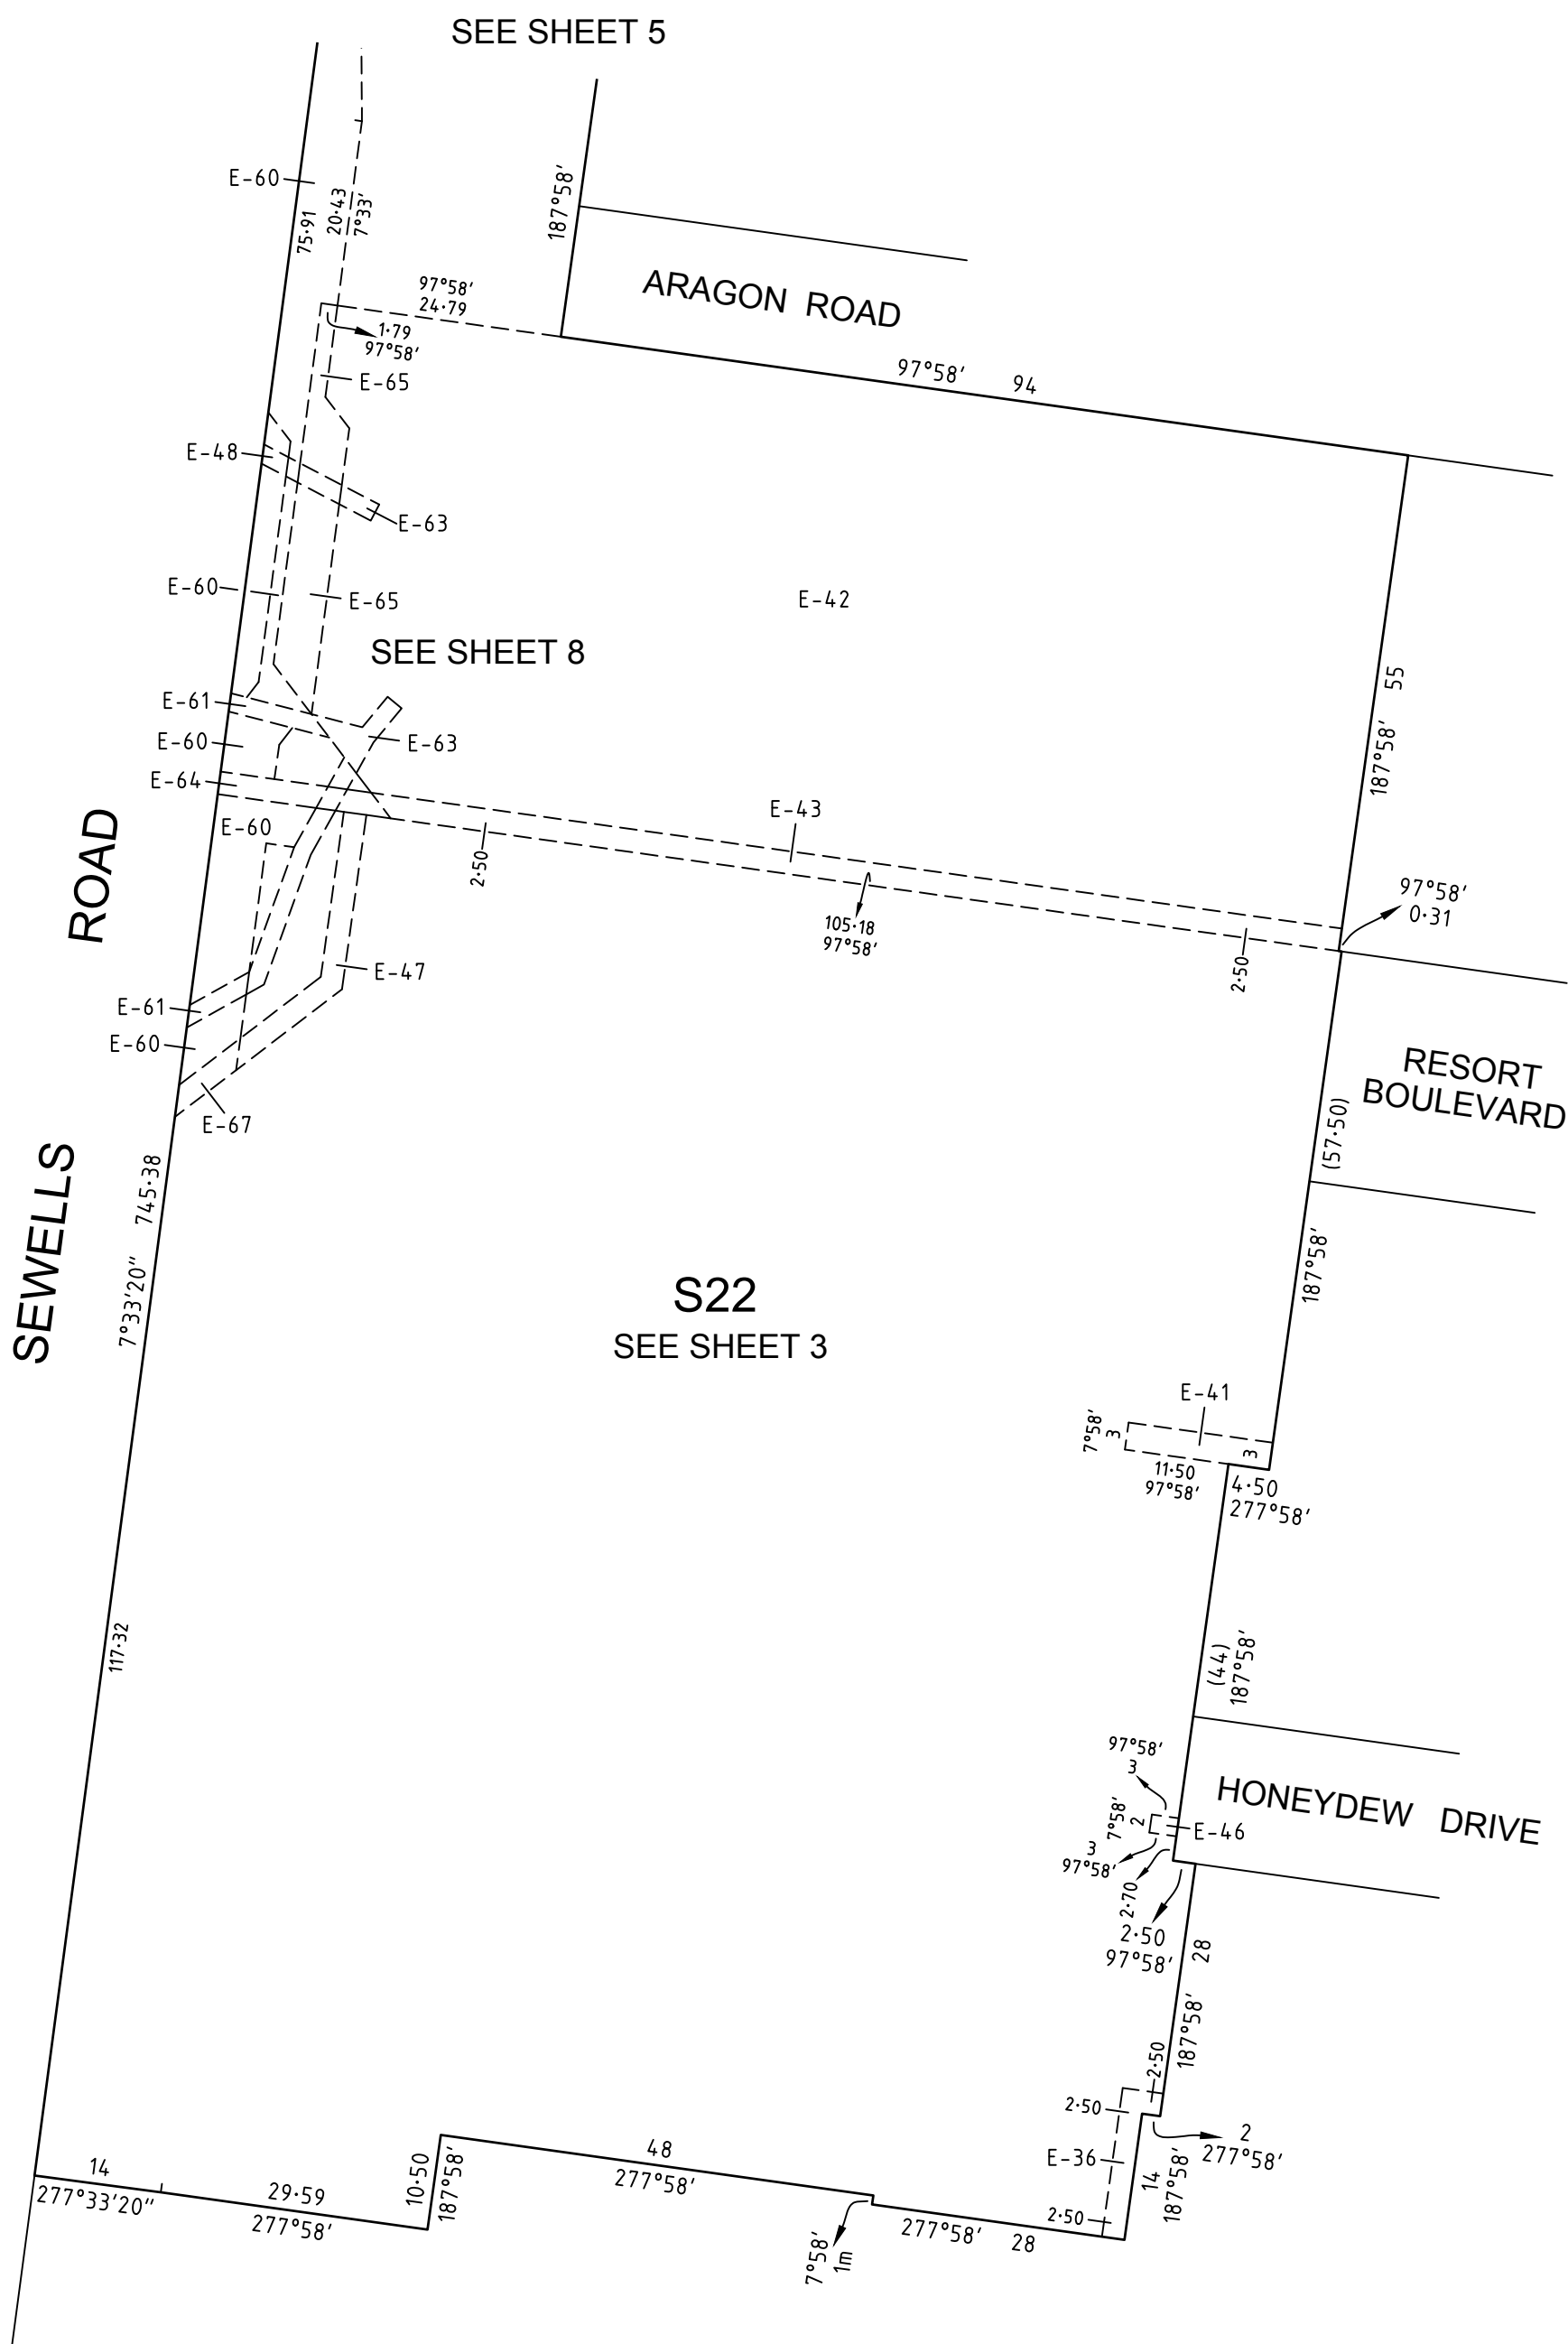 SEE SHEET 5
E-60
75·91
20·43
7°33'
187°58'
ARAGON ROAD
97°58'
24·79
1·79
97°58'
E-65
97°58' 94
E-48
E-63
E-60
E-65
E-42
SEE SHEET 8
55
187°58'
E-61
E-60
E-63
E-64
E-43
E-60
2·50
105·18
97°58'
97°58'
0·31
2·50
E-47
ROAD
E-61
E-60
E-67
RESORT
BOULEVARD
(57·50)
SEWELLS
7°33'20" 745·38
187°58'
S22
SEE SHEET 3
E-41
7°58'
3
3
11·50
97°58'
4·50
277°58'
117·32
(44)
187°58'
97°58'
3
HONEYDEW DRIVE
7°58'
2
E-46
3
97°58'
2·70
2·50
97°58'
28
187°58'
2·50
2·50
2
277°58'
E-36
14
187°58'
2·50
14
277°33'20"
29·59
277°58'
10·50
187°58'
48
277°58'
7°58'
1m
277°58' 28